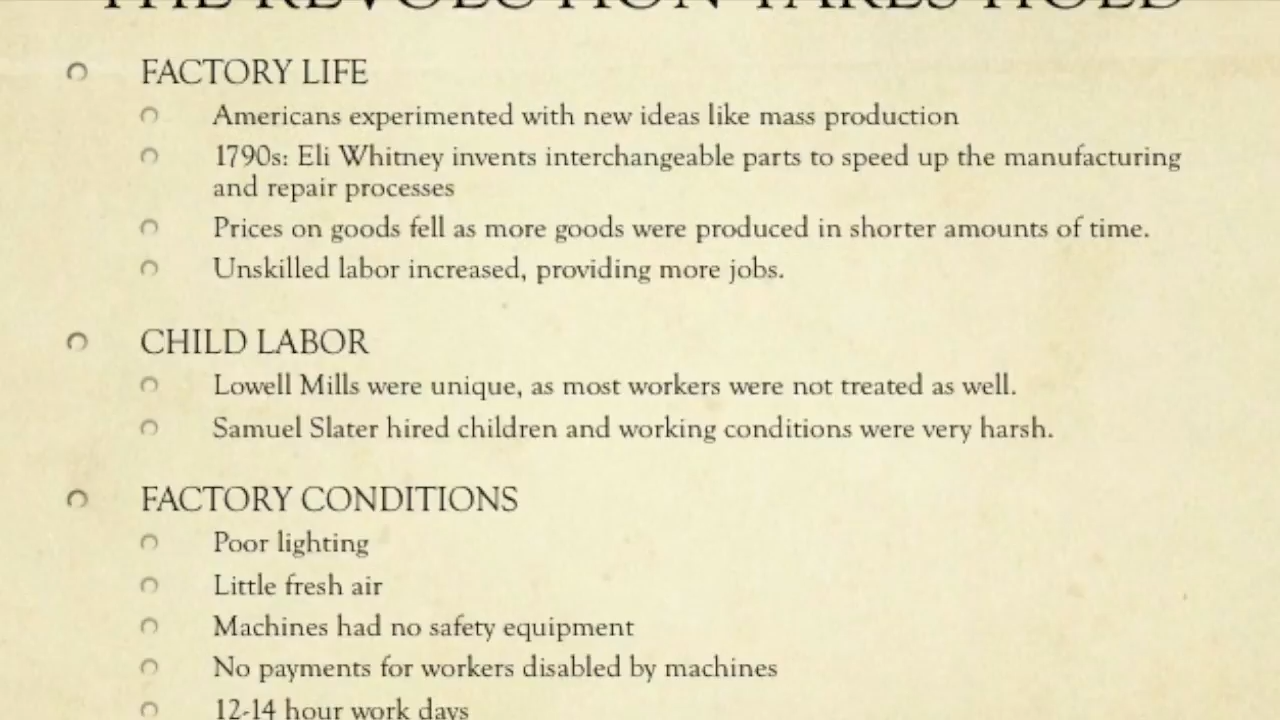 THE REVOLUTION TAKES HOLD
FACTORY LIFE
Americans experimented with new ideas like mass production
1790s: Eli Whitney invents interchangeable parts to speed up the manufacturing
and repair processes
Prices on goods fell as more goods were produced in shorter amounts of time.
Unskilled labor increased, providing more jobs.
CHILD LABOR
Lowell Mills were unique, as most workers were not treated as well.
Samuel Slater hired children and working conditions were very harsh.
FACTORY CONDITIONS
Poor lighting
Little fresh air
Machines had no safety equipment
No payments for workers disabled by machines
12-14 hour work days